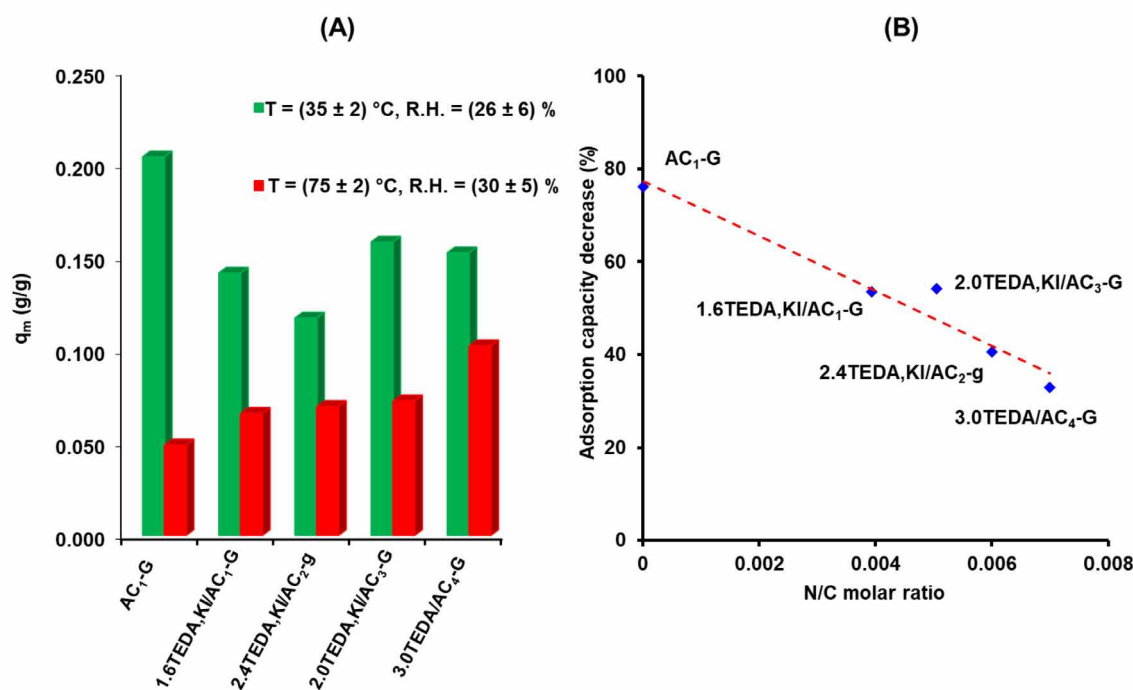 (A)
0.250
0.200
0.150
0.100
0.050
0.000
qₘ (g/g)
T = (35 ± 2) °C, R.H. = (26 ± 6) %
T = (75 ± 2) °C, R.H. = (30 ± 5) %
AC₁-G
1.6TEDA,KI/AC₁-G
2.4TEDA,KI/AC₂-g
2.0TEDA,KI/AC₃-G
3.0TEDA/AC₄-G
(B)
100
80
60
40
20
0
Adsorption capacity decrease (%)
AC₁-G
1.6TEDA,KI/AC₁-G
2.0TEDA,KI/AC₃-G
2.4TEDA,KI/AC₂-g
3.0TEDA/AC₄-G
0 0.002 0.004 0.006 0.008
N/C molar ratio